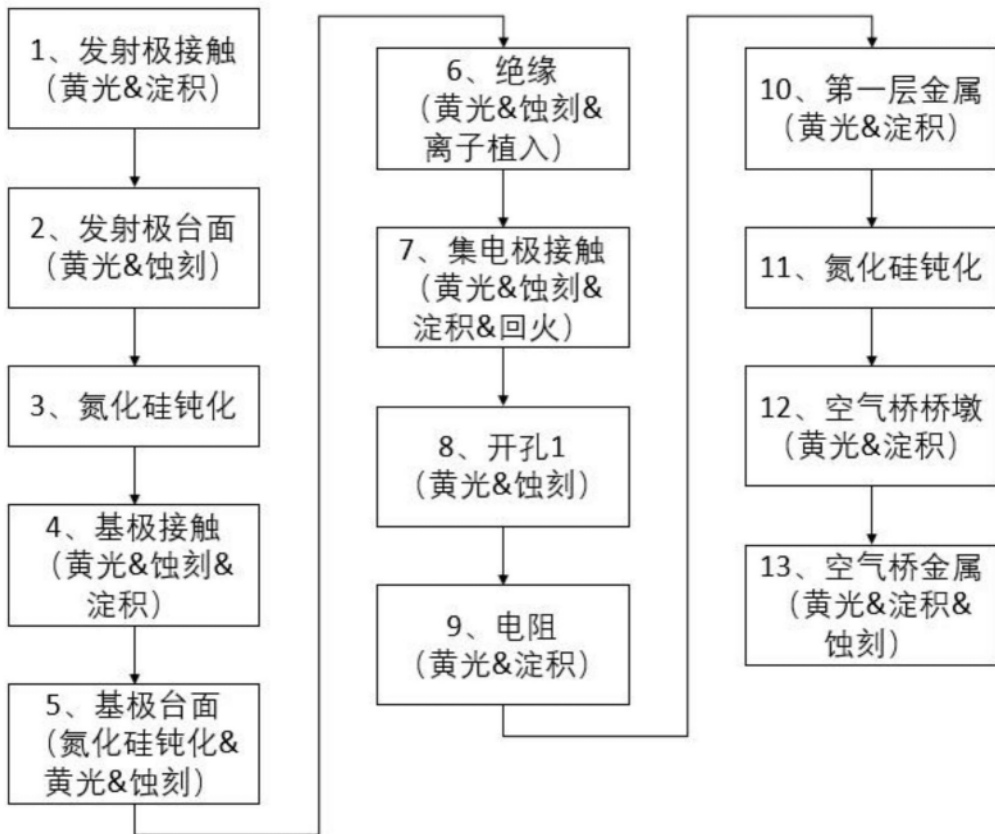 1、发射极接触
（黄光&淀积）
2、发射极台面
（黄光&蚀刻）
3、氮化硅钝化
4、基极接触
（黄光&蚀刻&
淀积）
5、基极台面
（氮化硅钝化&
黄光&蚀刻）
6、绝缘
（黄光&蚀刻&
离子植入）
7、集电极接触
（黄光&蚀刻&
淀积&回火）
8、开孔1
（黄光&蚀刻）
9、电阻
（黄光&淀积）
10、第一层金属
（黄光&淀积）
11、氮化硅钝化
12、空气桥桥墩
（黄光&淀积）
13、空气桥金属
（黄光&淀积&
蚀刻）